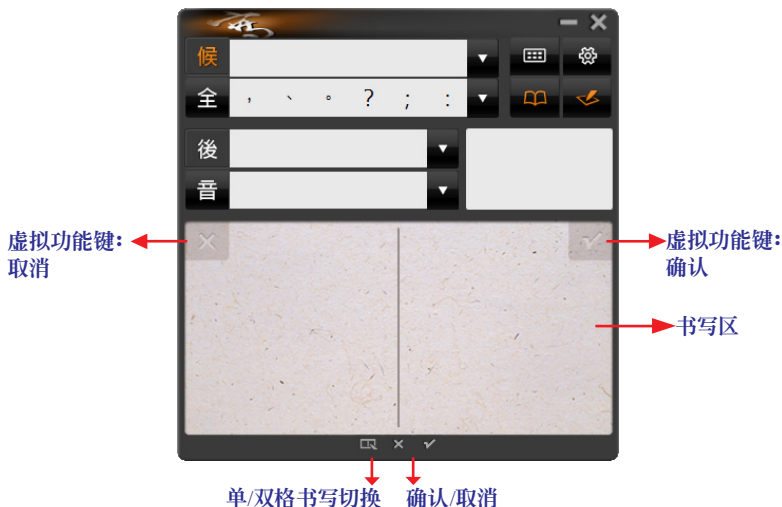 候
全 ， 、 。 ? ; :
後
音
虚拟功能键：
取消
虚拟功能键：
确认
书写区
单/双格书写切换 确认/取消